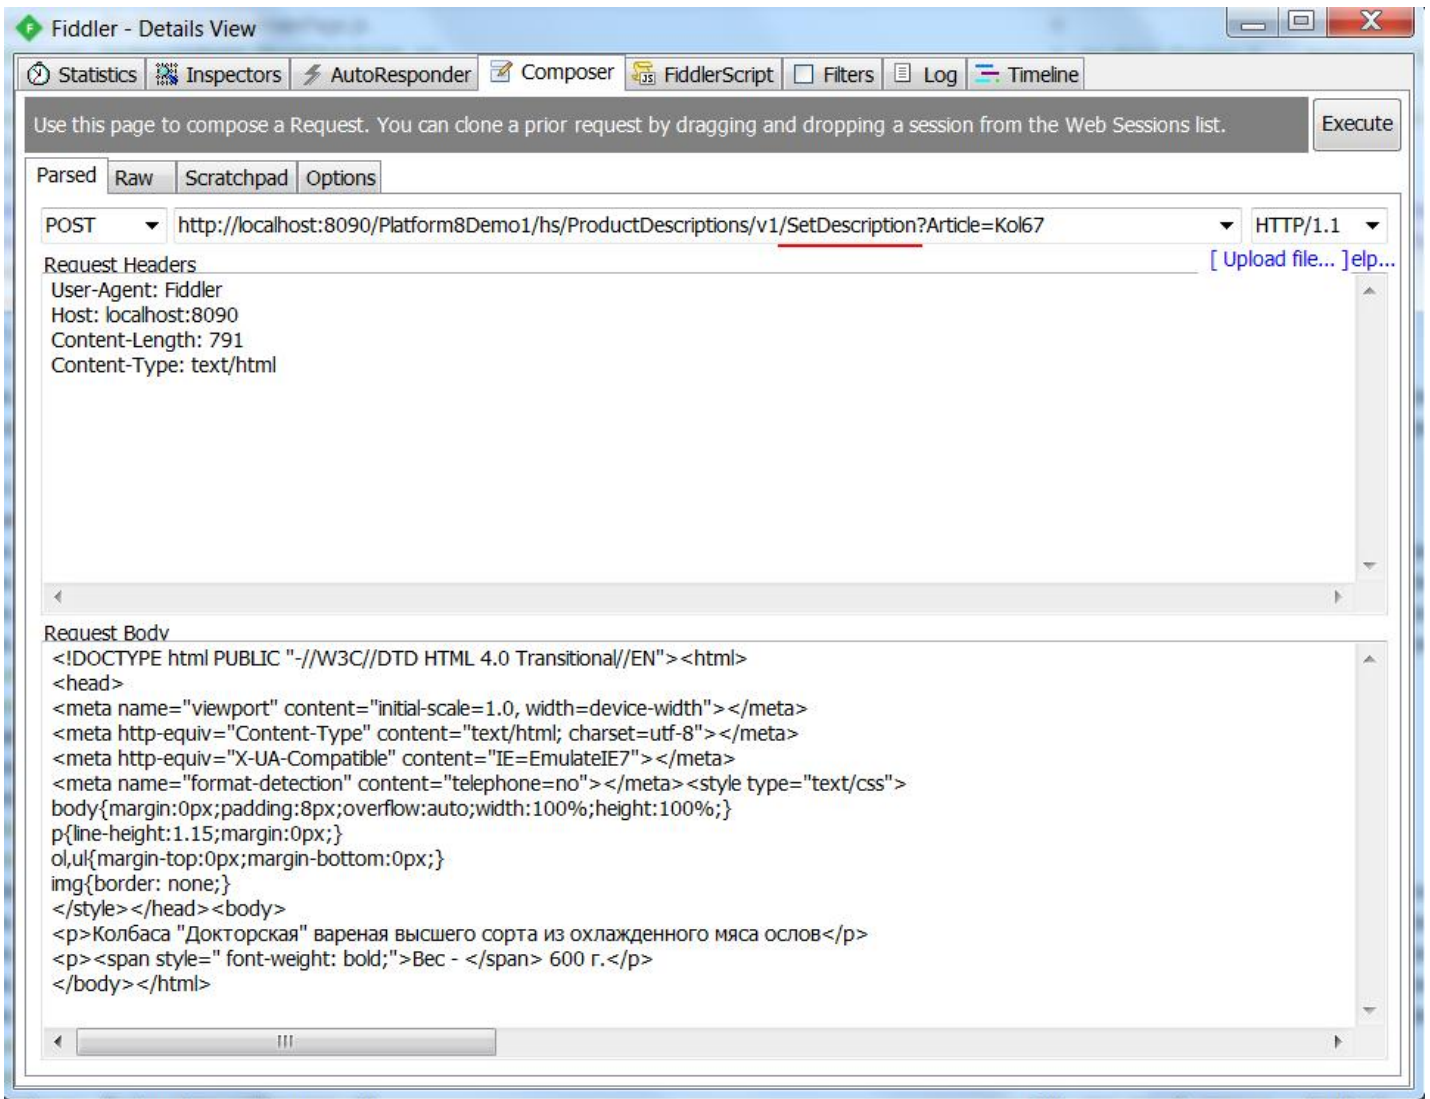 Fiddler - Details View
Statistics Inspectors AutoResponder Composer FiddlerScript Filters Log Timeline
Use this page to compose a Request. You can clone a prior request by dragging and dropping a session from the Web Sessions list. Execute
Parsed Raw Scratchpad Options
POST http://localhost:8090/Platform8Demo1/hs/ProductDescriptions/v1/SetDescription?Article=Kol67 HTTP/1.1
Request Headers [ Upload file... ] elp...
User-Agent: Fiddler
Host: localhost:8090
Content-Length: 791
Content-Type: text/html
Request Body
<!DOCTYPE html PUBLIC "-//W3C//DTD HTML 4.0 Transitional//EN"><html>
<head>
<meta name="viewport" content="initial-scale=1.0, width=device-width"></meta>
<meta http-equiv="Content-Type" content="text/html; charset=utf-8"></meta>
<meta http-equiv="X-UA-Compatible" content="IE=EmulateIE7"></meta>
<meta name="format-detection" content="telephone=no"></meta><style type="text/css">
body{margin:0px;padding:8px;overflow:auto;width:100%;height:100%;}
p{line-height:1.15;margin:0px;}
ol,ul{margin-top:0px;margin-bottom:0px;}
img{border: none;}
</style></head><body>
<p>Колбаса "Докторская" вареная высшего сорта из охлажденного мяса ослов</p>
<p><span style=" font-weight: bold;">Вес - </span> 600 г.</p>
</body></html>